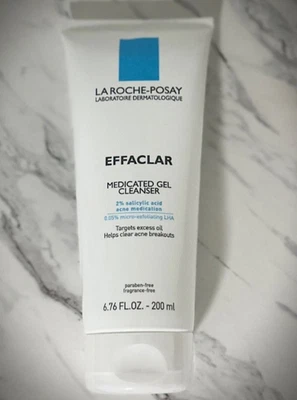 LA ROCHE-POSAY
LABORATOIRE DERMATOLOGIQUE
EFFACLAR
MEDICATED GEL
CLEANSER
2% salicylic acid
acne medication
0.05% micro-exfoliating LHA
Targets excess oil
Helps clear acne breakouts
paraben-free
fragrance-free
6.76 FL.OZ. - 200 ml